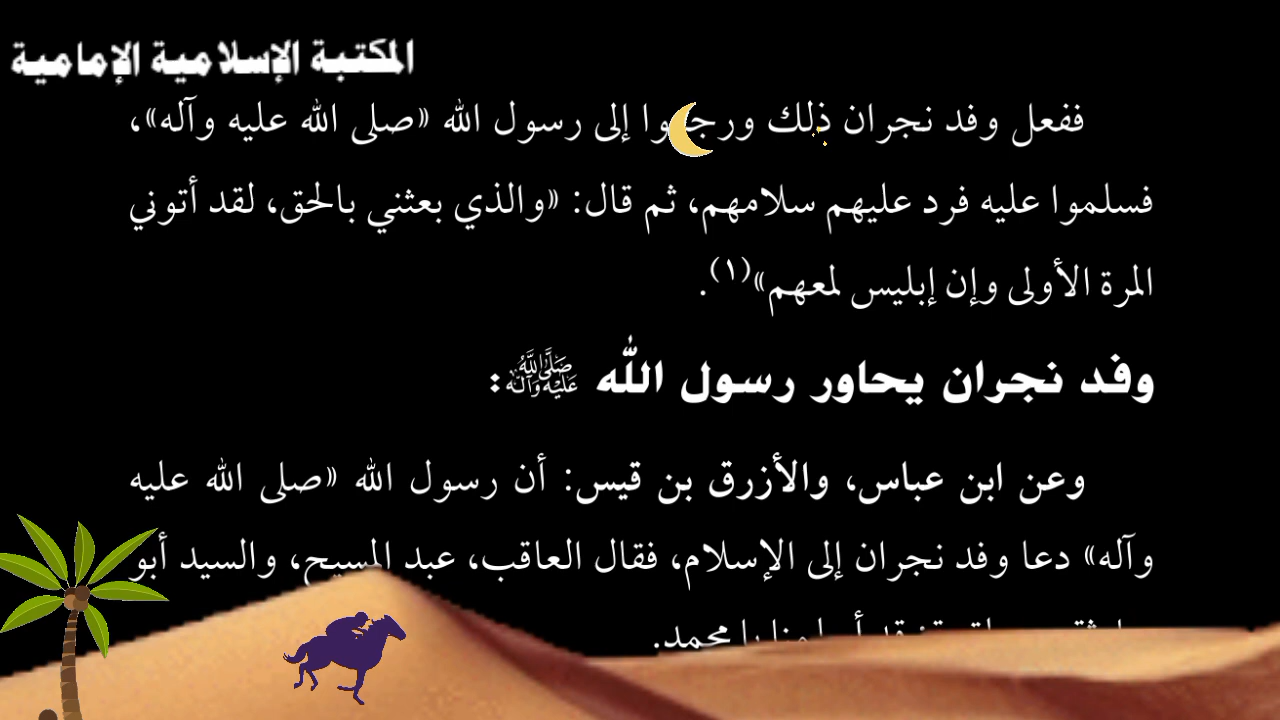 المكتبة الإسلامية الإمامية
ففعل وفد نجران ذلك ورجعوا إلى رسول الله «صلى الله عليه وآله»،
فسلموا عليه فرد عليهم سلامهم، ثم قال: «والذي بعثني بالحق، لقد أتوني
المرة الأولى وإن إبليس لمعهم»(١).
وفد نجران يحاور رسول الله ﷺ:
وعن ابن عباس، والأزرق بن قيس: أن رسول الله «صلى الله عليه
وآله» دعا وفد نجران إلى الإسلام، فقال العاقب، عبد المسيح، والسيد أبو
يا محمد.